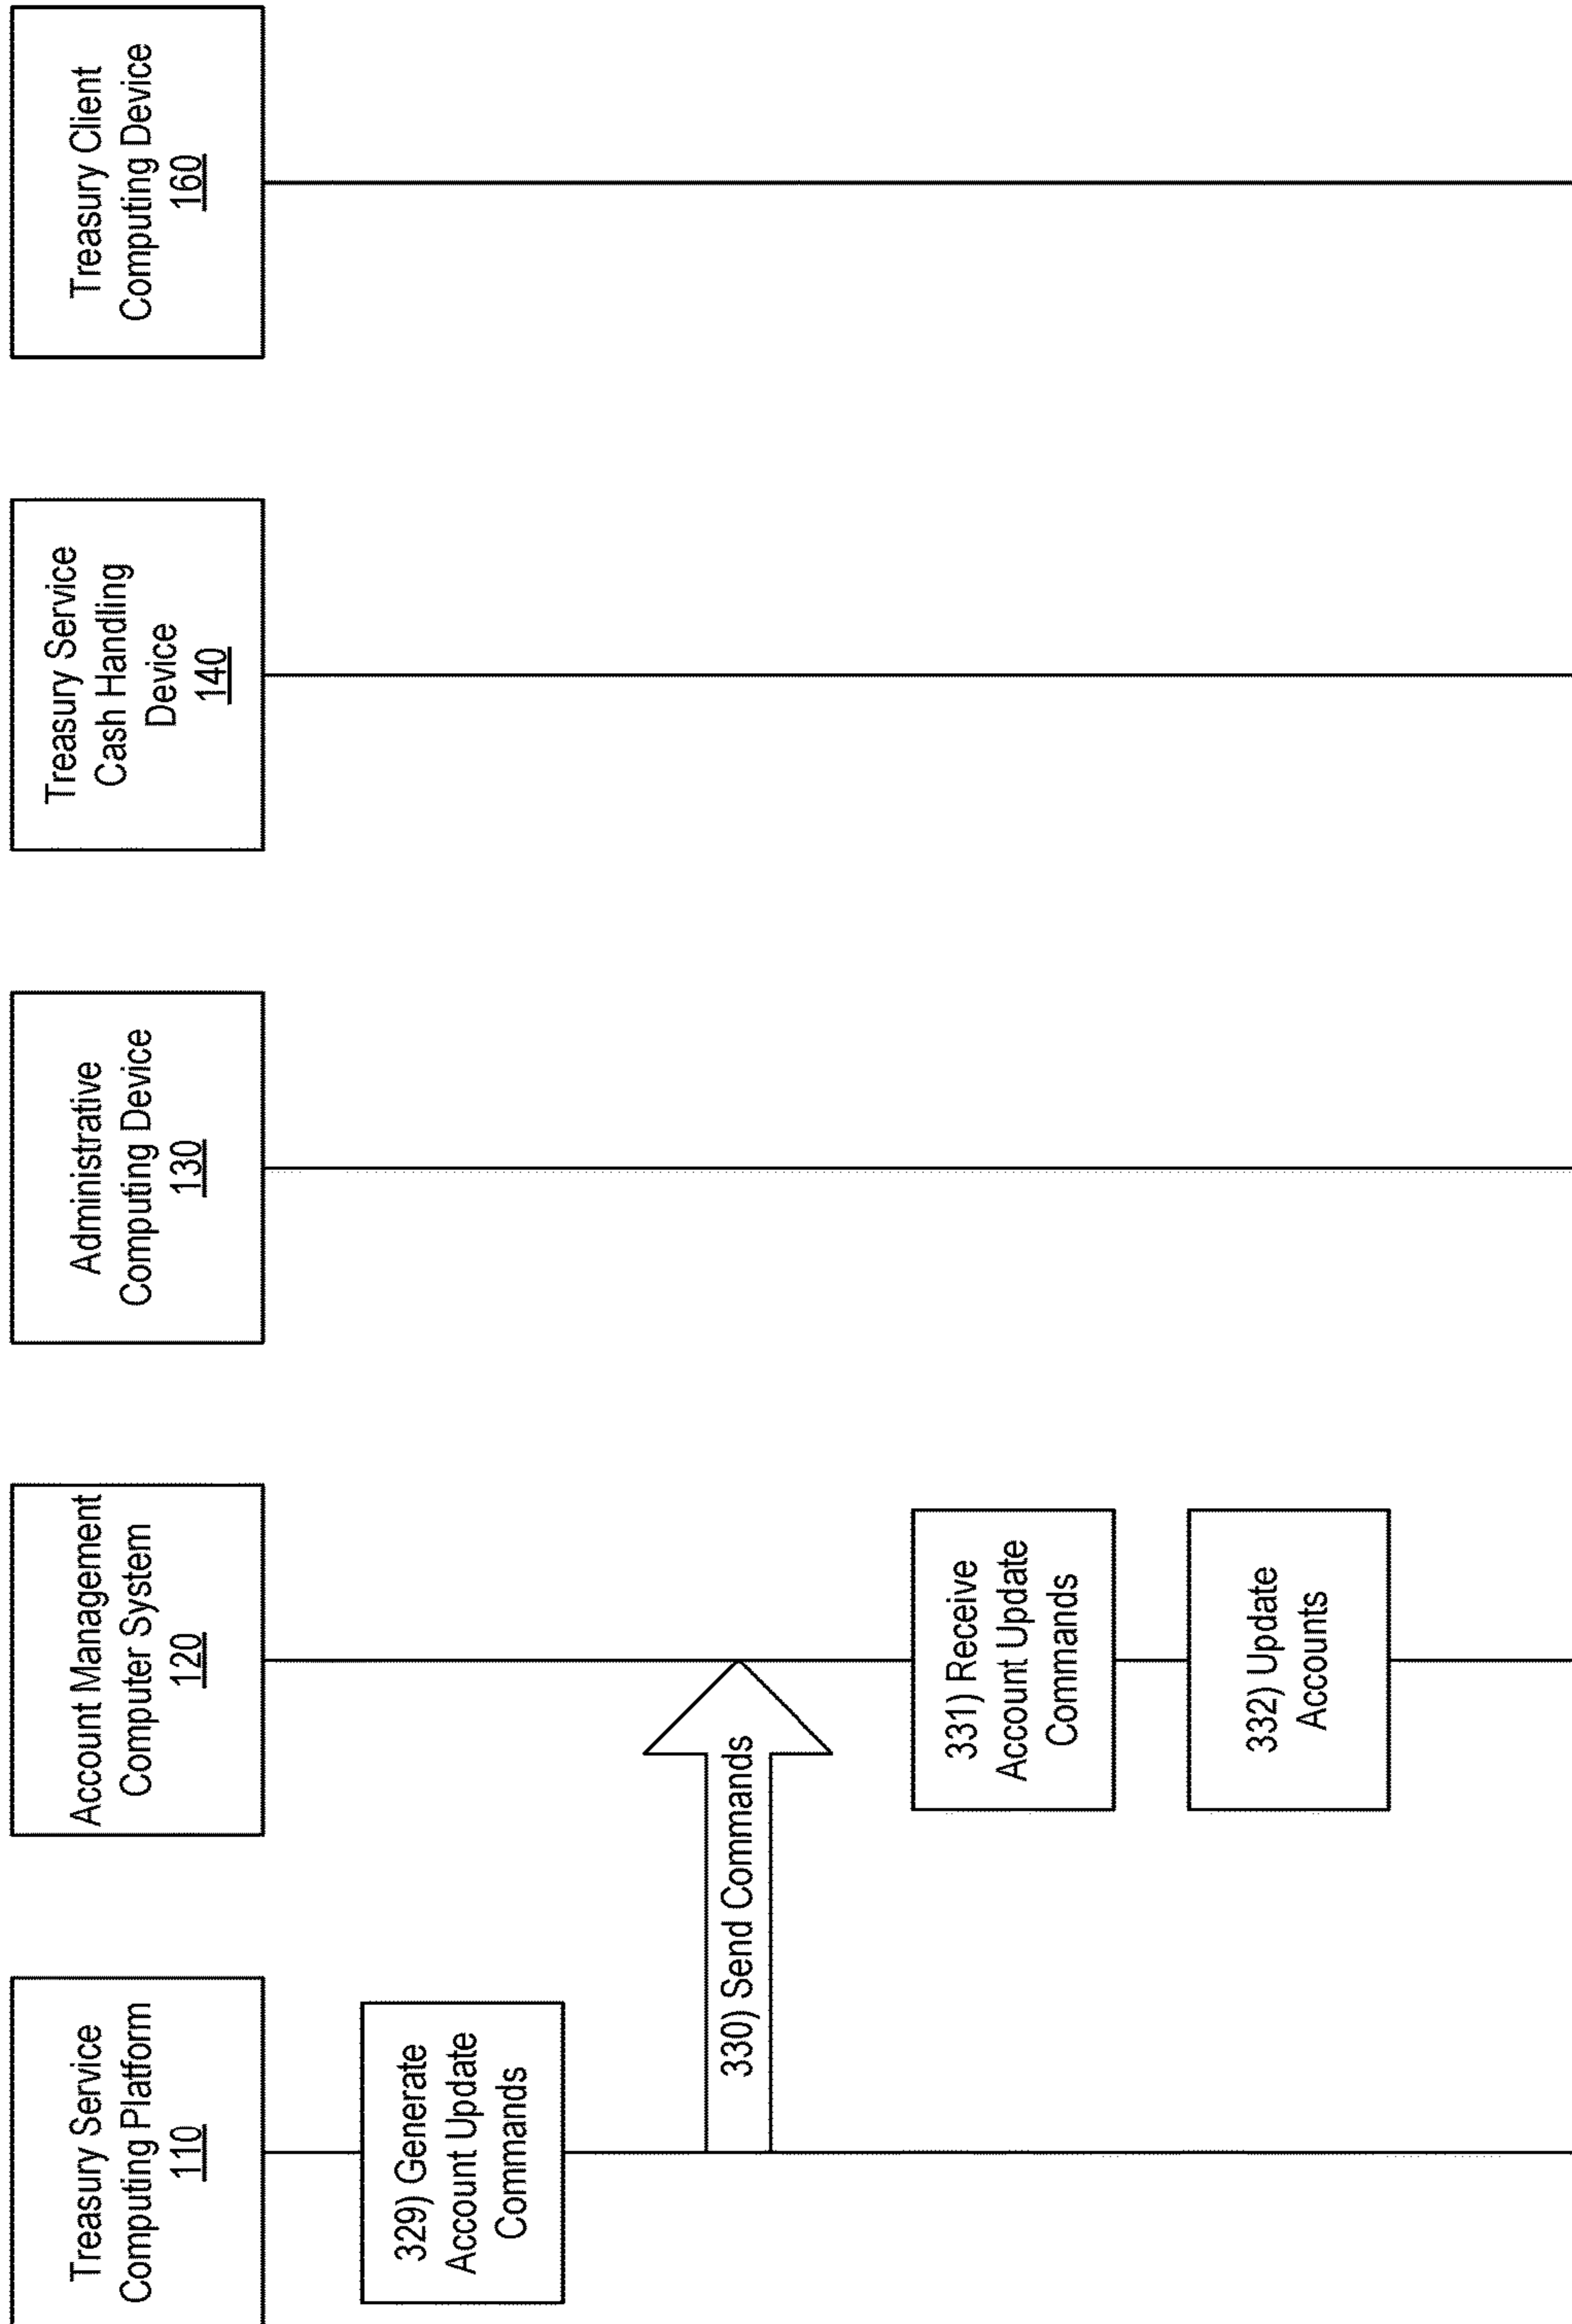 Treasury Service
Computing Platform
110
Account Management
Computer System
120
Administrative
Computing Device
130
Treasury Service
Cash Handling
Device
140
Treasury Client
Computing Device
160
329) Generate
Account Update
Commands
330) Send Commands
331) Receive
Account Update
Commands
332) Update
Accounts